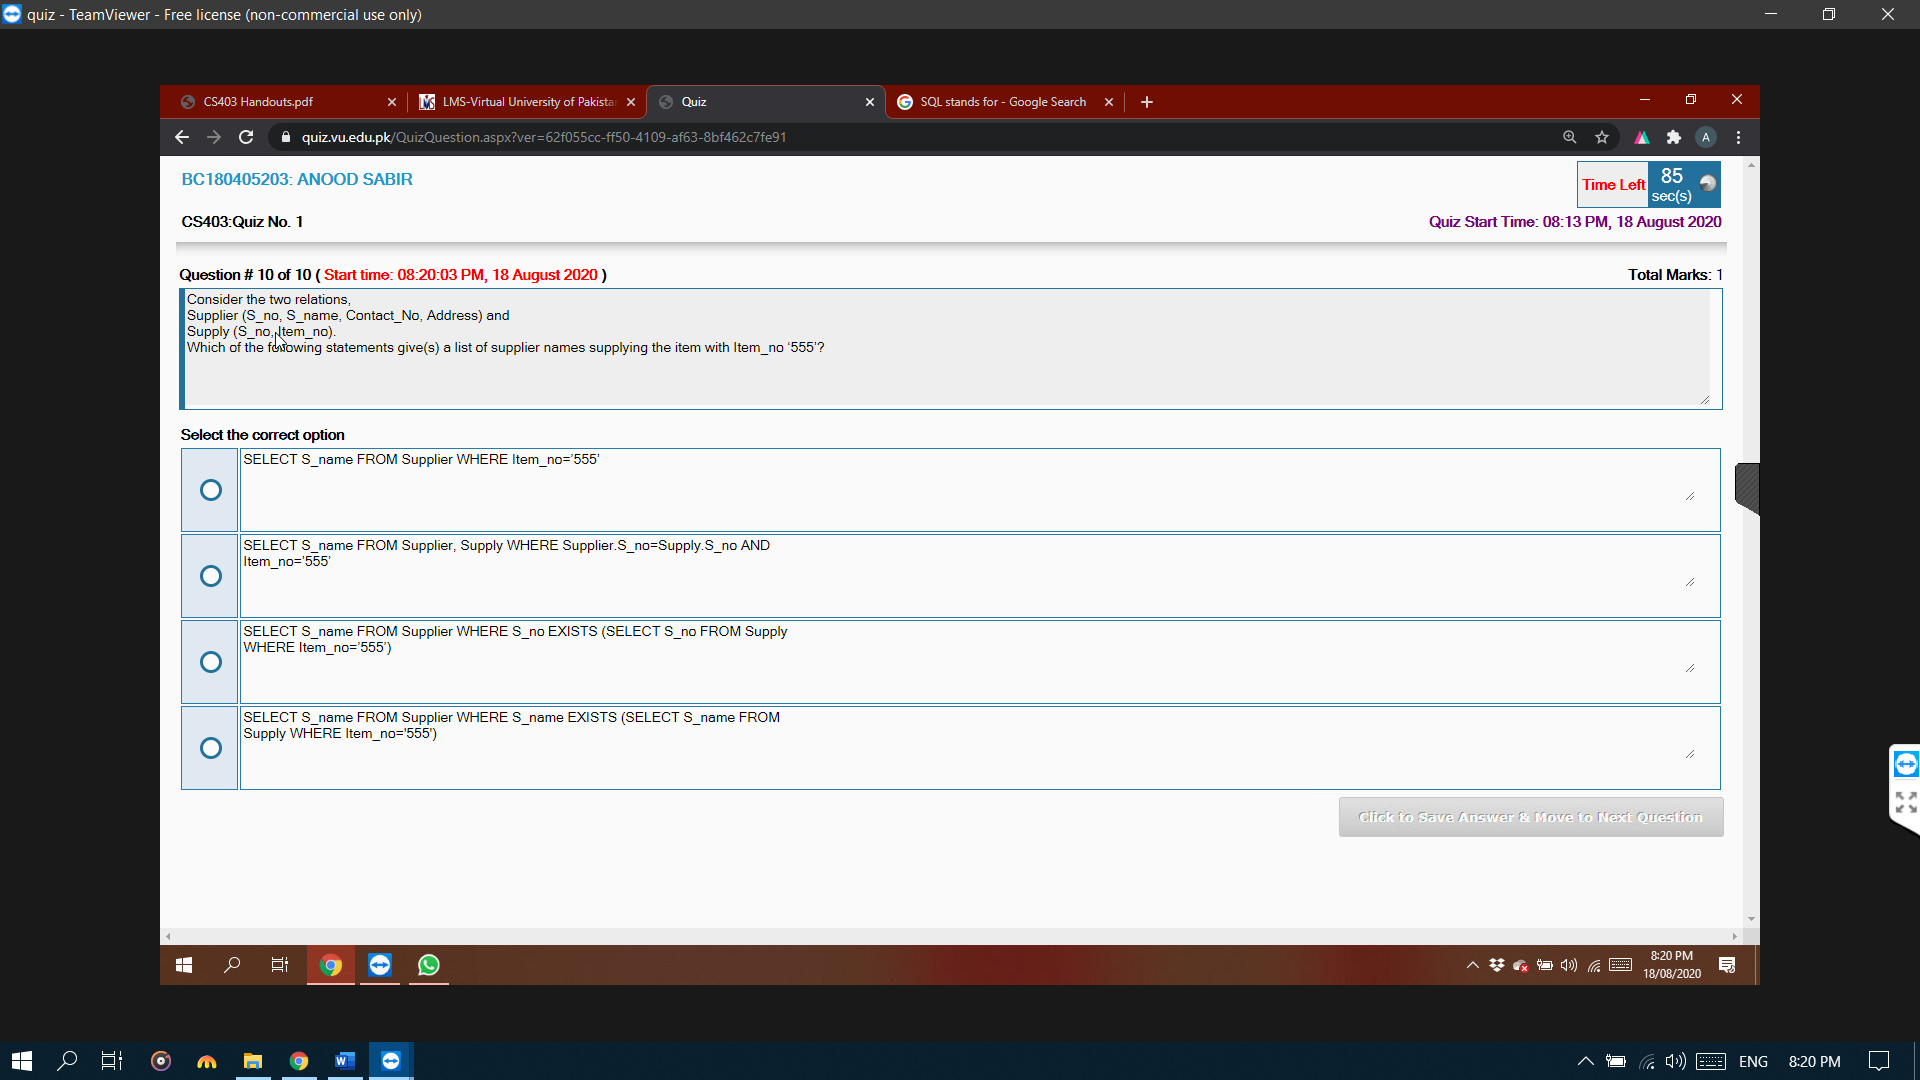 quiz - TeamViewer - Free license (non-commercial use only)
CS403 Handouts.pdf
LMS-Virtual University of Pakista
Quiz
SQL stands for - Google Search
quiz.vu.edu.pk/QuizQuestion.aspx?ver=62f055cc-ff50-4109-af63-8bf462c7fe91
A
BC180405203: ANOOD SABIR
Time Left
85
sec(s)
CS403:Quiz No. 1
Quiz Start Time: 08:13 PM, 18 August 2020
Question # 10 of 10 ( Start time: 08:20:03 PM, 18 August 2020 )
Total Marks: 1
Consider the two relations,
Supplier (S_no, S_name, Contact_No, Address) and
Supply (S_no, Item_no).
Which of the following statements give(s) a list of supplier names supplying the item with Item_no ‘555’?
Select the correct option
SELECT S_name FROM Supplier WHERE Item_no=’555’
SELECT S_name FROM Supplier, Supply WHERE Supplier.S_no=Supply.S_no AND
Item_no=’555’
SELECT S_name FROM Supplier WHERE S_no EXISTS (SELECT S_no FROM Supply
WHERE Item_no=’555’)
SELECT S_name FROM Supplier WHERE S_name EXISTS (SELECT S_name FROM
Supply WHERE Item_no='555')
Click to Save Answer & Move to Next Question
8:20 PM
18/08/2020
ENG
8:20 PM